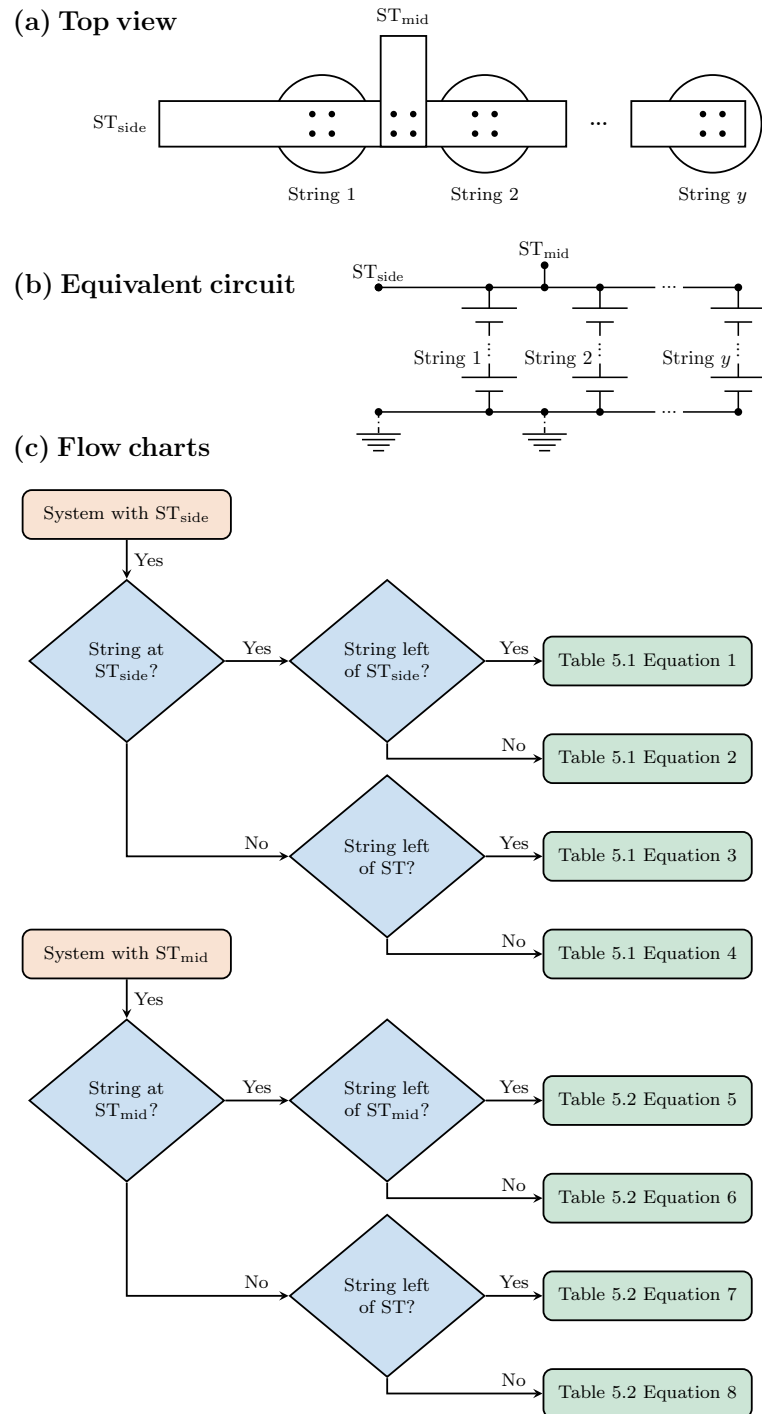 (a) Top view
ST_mid
ST_side
...
String 1
String 2
String y
(b) Equivalent circuit
ST_mid
ST_side
...
String 1
String 2
String y
...
(c) Flow charts
System with ST_side
Yes
String at
ST_side?
Yes
String left
of ST_side?
Yes
Table 5.1 Equation 1
No
Table 5.1 Equation 2
No
String left
of ST?
Yes
Table 5.1 Equation 3
No
Table 5.1 Equation 4
System with ST_mid
Yes
String at
ST_mid?
Yes
String left
of ST_mid?
Yes
Table 5.2 Equation 5
No
Table 5.2 Equation 6
No
String left
of ST?
Yes
Table 5.2 Equation 7
No
Table 5.2 Equation 8